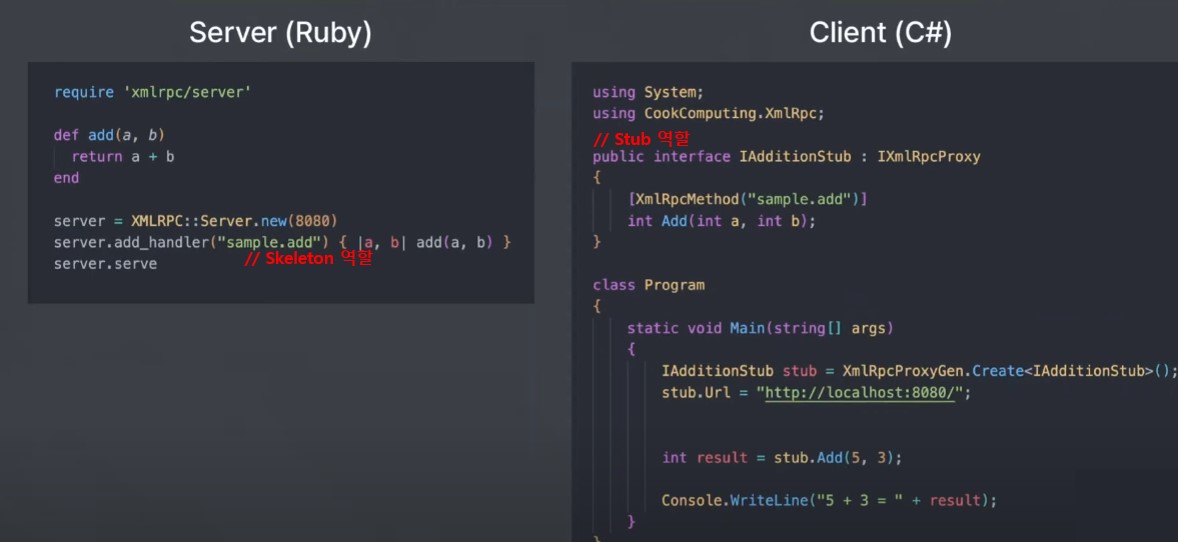 Server (Ruby)
require 'xmlrpc/server'
def add(a, b)
return a + b
end
server = XMLRPC::Server.new(8080)
server.add_handler("sample.add") { |a, b| add(a, b) }
// Skeleton 역할
server.serve
Client (C#)
using System;
using CookComputing.XmlRpc;
// Stub 역할
public interface IAdditionStub : IXmlRpcProxy
{
[XmlRpcMethod("sample.add")]
int Add(int a, int b);
}
class Program
{
static void Main(string[] args)
{
IAdditionStub stub = XmlRpcProxyGen.Create<IAdditionStub>();
stub.Url = "http://localhost:8080/";
int result = stub.Add(5, 3);
Console.WriteLine("5 + 3 = " + result);
}
}